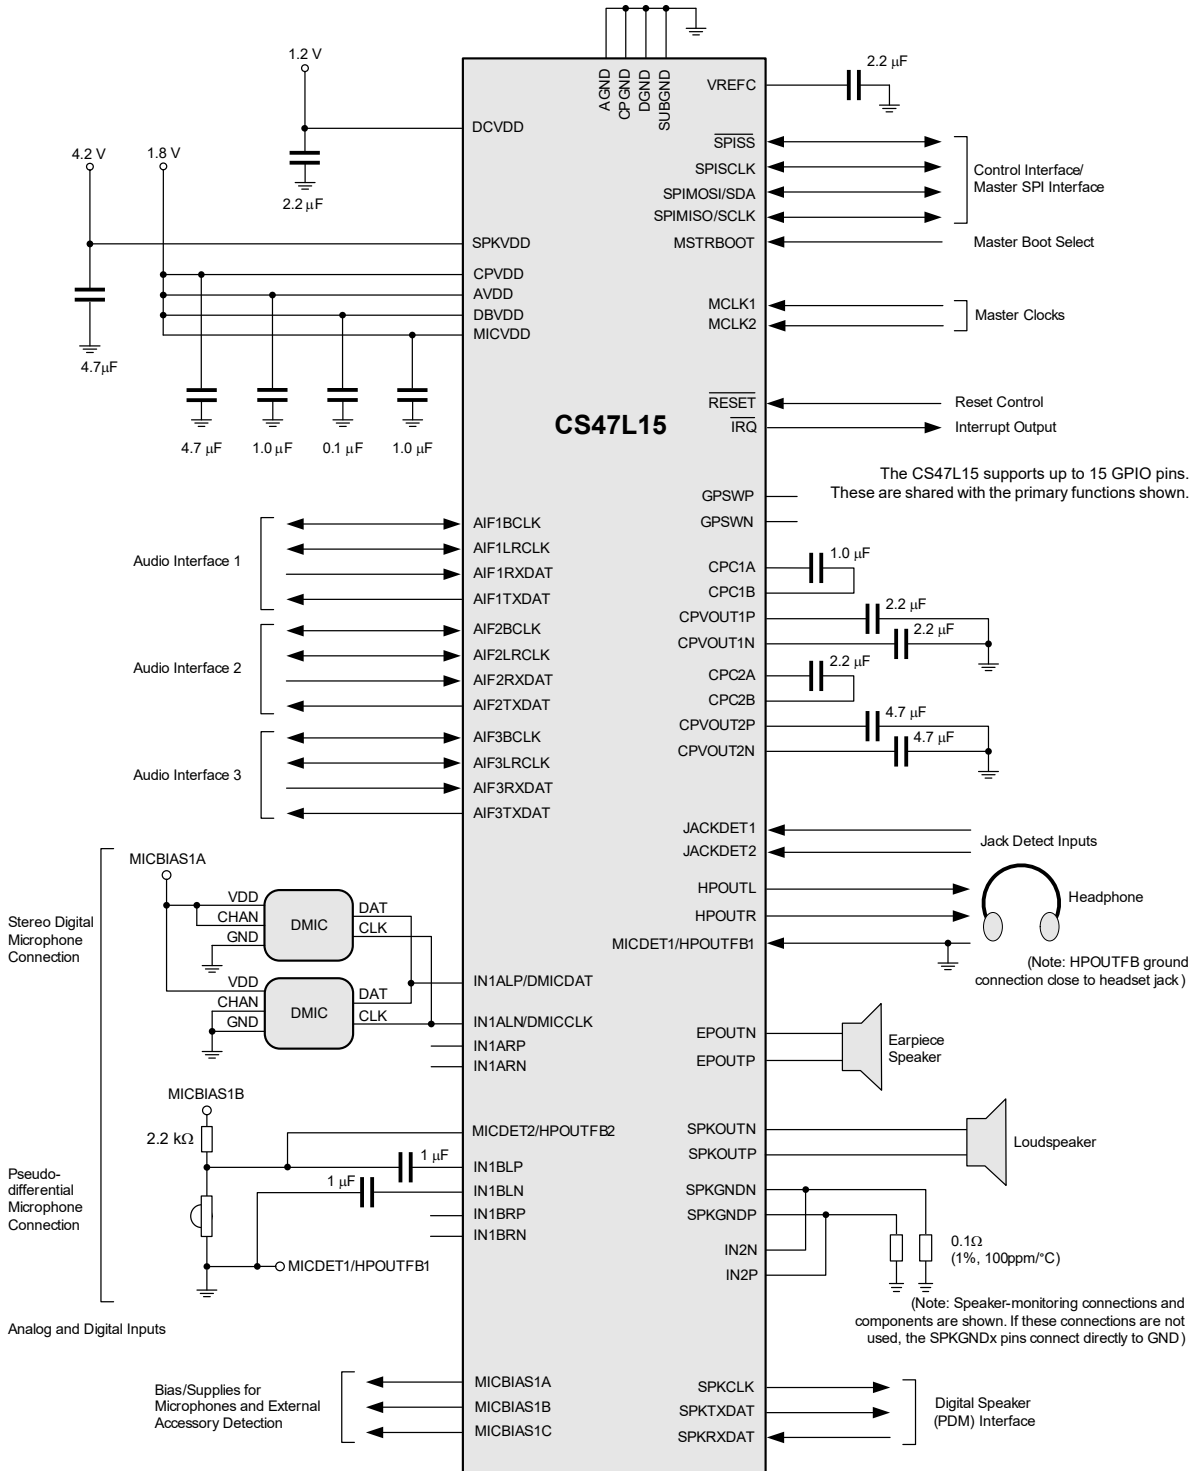 1.2 V
2.2 μF
4.2 V
1.8 V
4.7μF
4.7 μF
1.0 μF
0.1 μF
1.0 μF
AGND
CPGND
DGND
SUBGND
DCVDD
SPKVDD
CPVDD
AVDD
DBVDD
MICVDD
CS47L15
VREFC
2.2 μF
SPISS
SPISCLK
SPIMOSI/SDA
SPIMISO/SCLK
Control Interface/
Master SPI Interface
MSTRBOOT
Master Boot Select
MCLK1
MCLK2
Master Clocks
RESET
Reset Control
IRQ
Interrupt Output
The CS47L15 supports up to 15 GPIO pins.
These are shared with the primary functions shown.
GPSWP
GPSWN
CPC1A
1.0 μF
CPC1B
CPVOUT1P
2.2 μF
CPVOUT1N
2.2 μF
CPC2A
2.2 μF
CPC2B
CPVOUT2P
4.7 μF
CPVOUT2N
4.7 μF
Audio Interface 1
AIF1BCLK
AIF1LRCLK
AIF1RXDAT
AIF1TXDAT
Audio Interface 2
AIF2BCLK
AIF2LRCLK
AIF2RXDAT
AIF2TXDAT
Audio Interface 3
AIF3BCLK
AIF3LRCLK
AIF3RXDAT
AIF3TXDAT
JACKDET1
JACKDET2
Jack Detect Inputs
HPOUTL
HPOUTR
Headphone
MICDET1/HPOUTFB1
(Note: HPOUTFB ground
connection close to headset jack)
MICBIAS1A
Stereo Digital
Microphone
Connection
VDD
CHAN
GND
DMIC
DAT
CLK
VDD
CHAN
GND
DMIC
DAT
CLK
IN1ALP/DMICDAT
IN1ALN/DMICCLK
IN1ARP
IN1ARN
EPOUTN
EPOUTP
Earpiece
Speaker
MICBIAS1B
2.2 kΩ
MICDET2/HPOUTFB2
1 μF
IN1BLP
1 μF
IN1BLN
IN1BRP
IN1BRN
Pseudo-
differential
Microphone
Connection
MICDET1/HPOUTFB1
Analog and Digital Inputs
SPKOUTN
SPKOUTP
Loudspeaker
SPKGNDN
SPKGNDP
IN2N
IN2P
0.1Ω
(1%, 100ppm/°C)
(Note: Speaker-monitoring connections and
components are shown. If these connections are not
used, the SPKGNDx pins connect directly to GND)
Bias/Supplies for
Microphones and External
Accessory Detection
MICBIAS1A
MICBIAS1B
MICBIAS1C
SPKCLK
SPKTXDAT
SPKRXDAT
Digital Speaker
(PDM) Interface